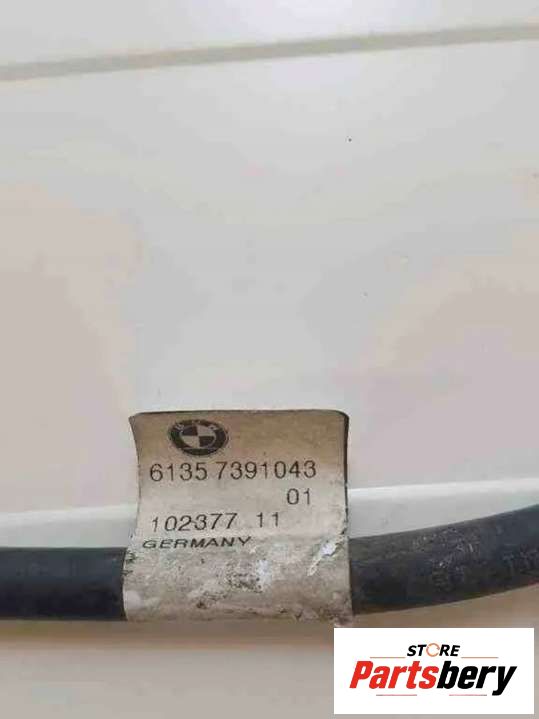 6135 7391043
01
102377 11
GERMANY
STORE
Partsbery